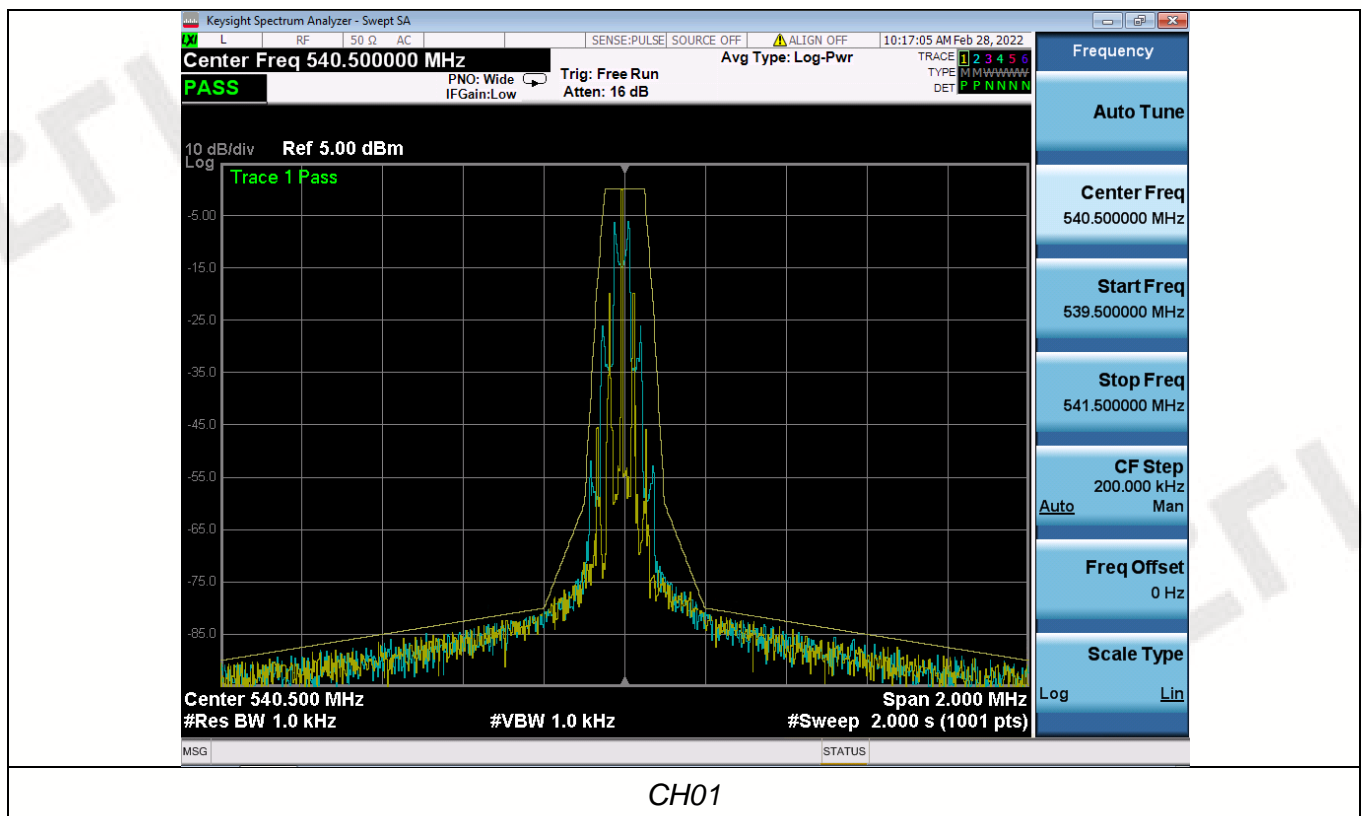 Keysight Spectrum Analyzer - Swept SA
LXI L RF 50 Ω AC SENSE:PULSE SOURCE OFF ALIGN OFF 10:17:05 AM Feb 28, 2022
Center Freq 540.500000 MHz
Avg Type: Log-Pwr
TRACE 1 2 3 4 5 6
TYPE M M W W W W
DET P P N N N N
PASS
PNO: Wide
IFGain:Low
Trig: Free Run
Atten: 16 dB
10 dB/div Ref 5.00 dBm
Log
Trace 1 Pass
-5.00
-15.0
-25.0
-35.0
-45.0
-55.0
-65.0
-75.0
-85.0
Center 540.500 MHz Span 2.000 MHz
#Res BW 1.0 kHz #VBW 1.0 kHz #Sweep 2.000 s (1001 pts)
MSG STATUS
Frequency
Auto Tune
Center Freq
540.500000 MHz
Start Freq
539.500000 MHz
Stop Freq
541.500000 MHz
CF Step
200.000 kHz
Auto Man
Freq Offset
0 Hz
Scale Type
Log Lin
CH01